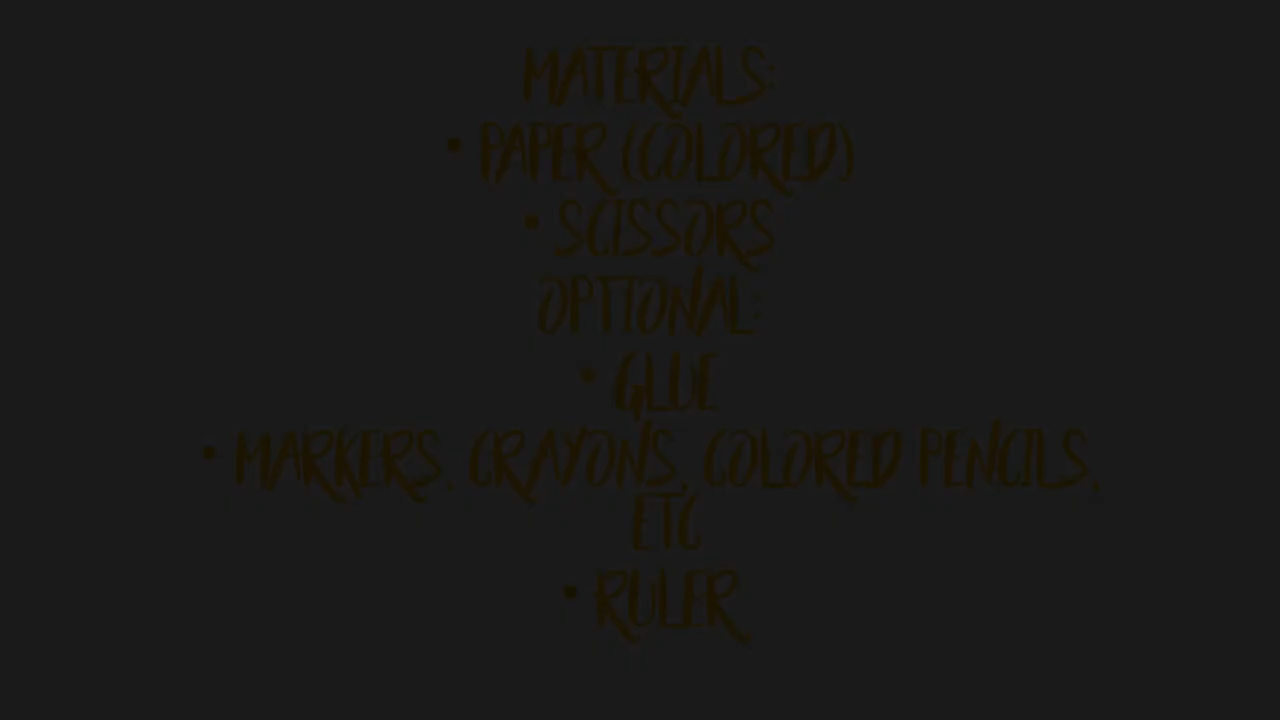 MATERIALS:
• PAPER (COLORED)
• SCISSORS
OPTIONAL:
• GLUE
• MARKERS, CRAYONS, COLORED PENCILS,
ETC
• RULER